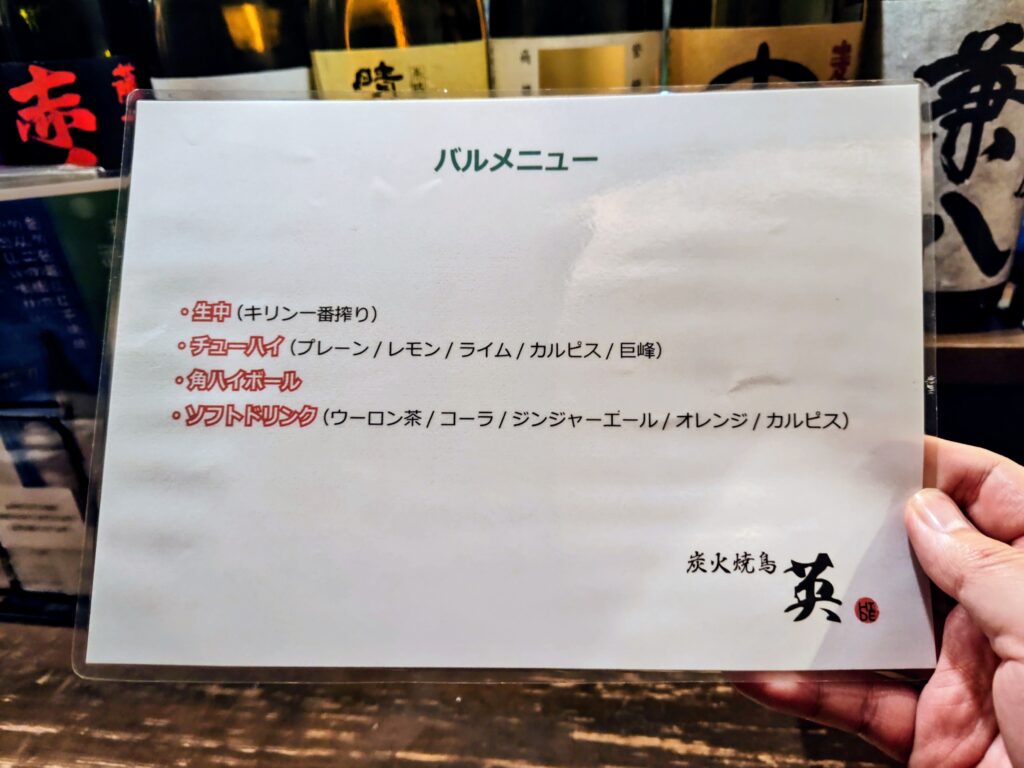 バルメニュー
・生中（キリン一番搾り）
・チューハイ（プレーン / レモン / ライム / カルピス / 巨峰）
・角ハイボール
・ソフトドリンク（ウーロン茶 / コーラ / ジンジャーエール / オレンジ / カルピス）
炭火焼鳥 英
HIDE
赤
兼八